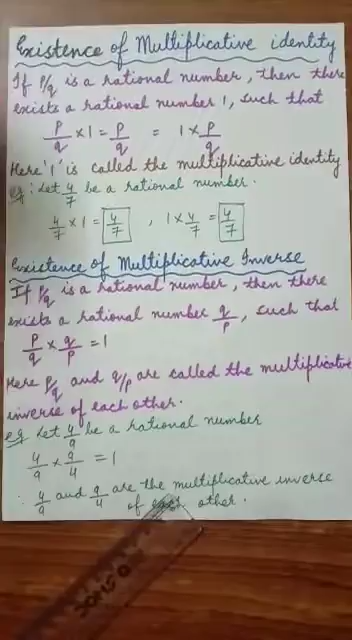 Existence of Multiplicative identity
If p/q is a rational number, then there
exists a rational number 1, such that
p/q × 1 = p/q = 1 × p/q
Here '1' is called the multiplicative identity
eg: Let 4/7 be a rational number.
4/7 × 1 = 4/7 , 1 × 4/7 = 4/7
Existence of Multiplicative Inverse
If p/q is a rational number, then there
exists a rational number q/p, such that
p/q × q/p = 1
Here p/q and q/p are called the multiplicative
inverse of each other.
eg Let 4/9 be a rational number
4/9 × 9/4 = 1
∴ 4/9 and 9/4 are the multiplicative inverse
of each other.